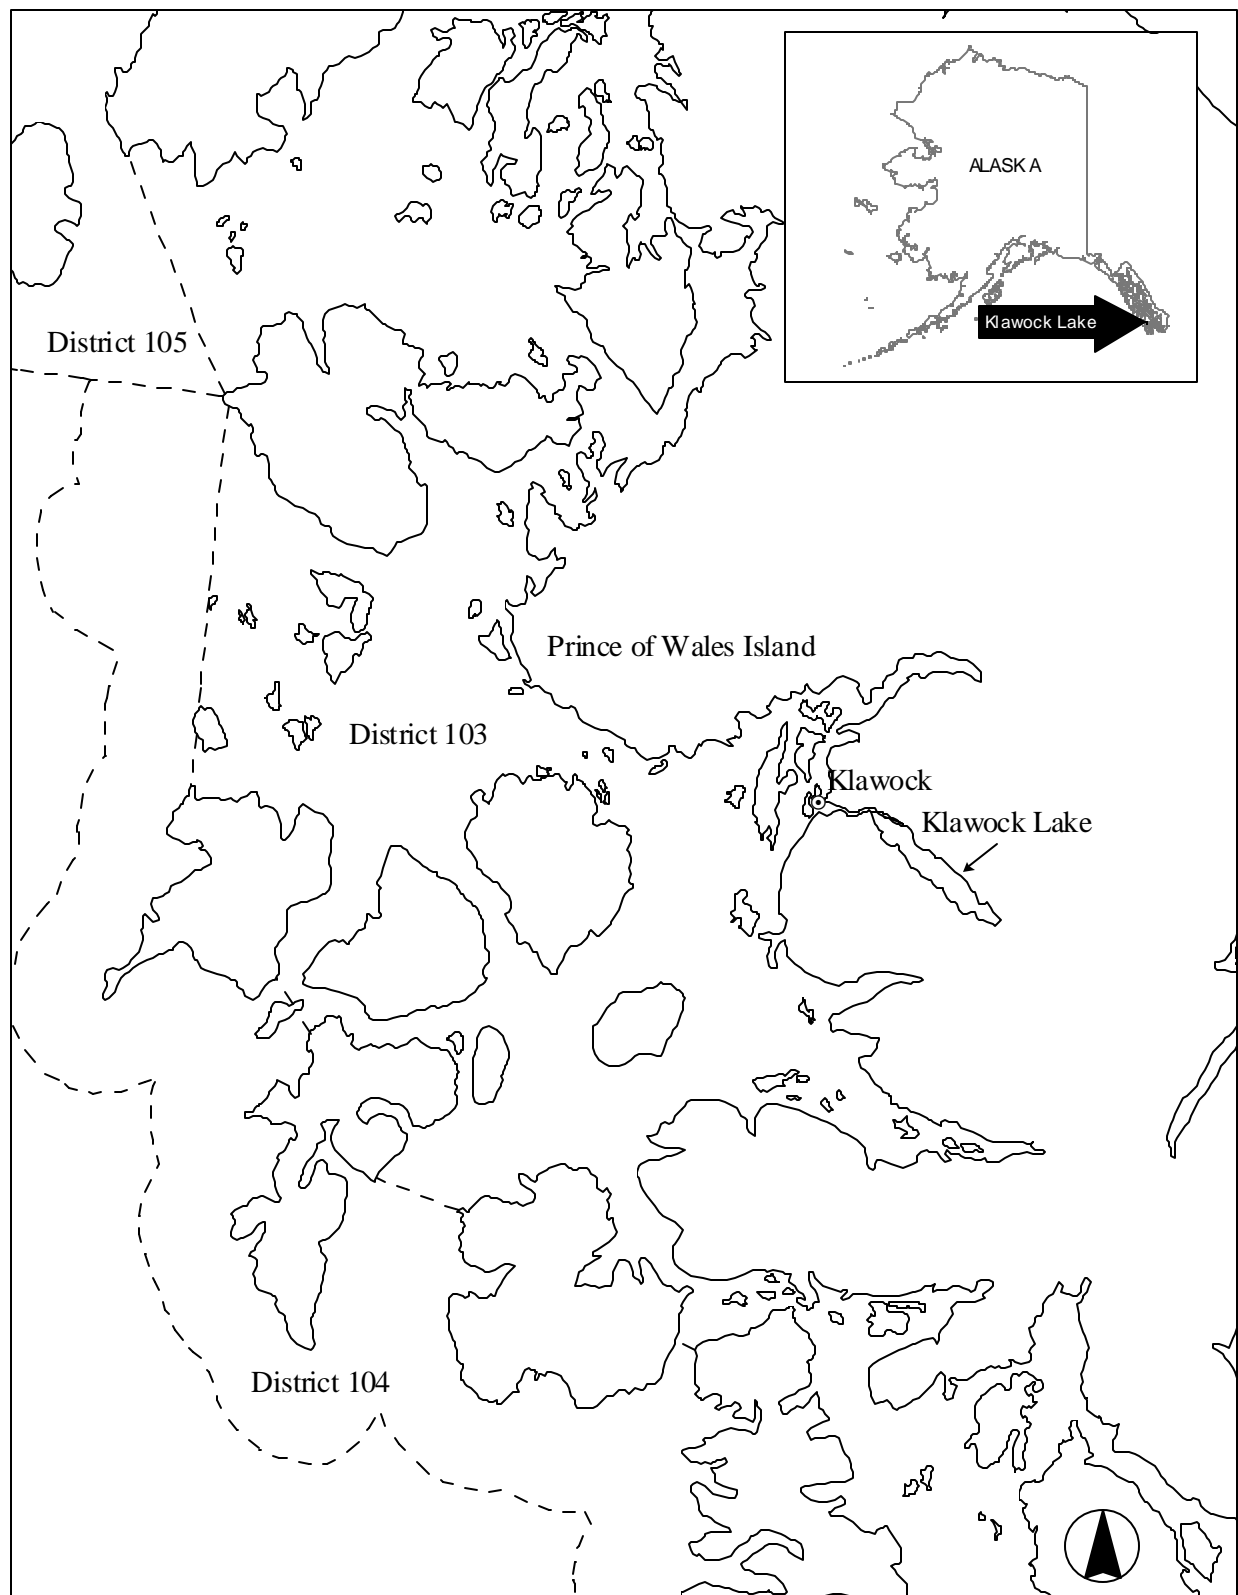 ALASKA
Klawock Lake
District 105
Prince of Wales Island
District 103
Klawock
Klawock Lake
District 104